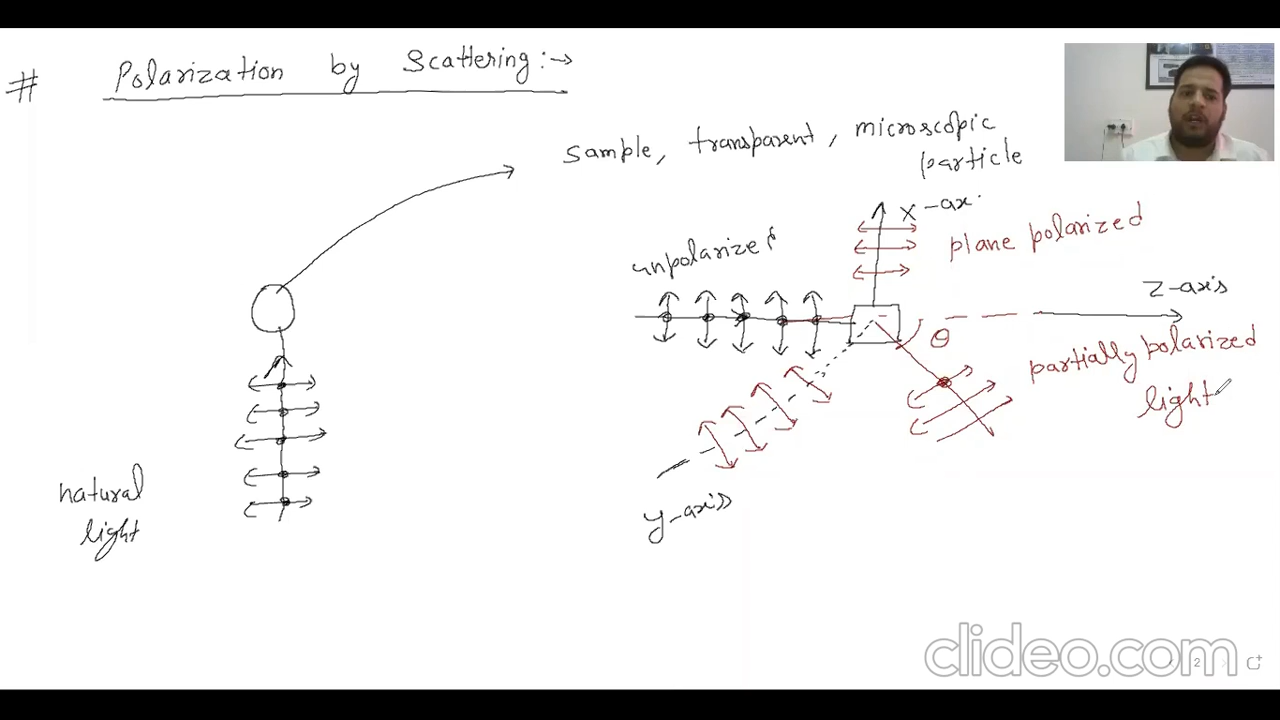 # Polarization by Scattering :→
sample, transparent, microscopic
particle
x-ax.
plane polarized
unpolarized
z-axis
θ
partially polarized
light
y-axis
natural
light
clideo.com
2